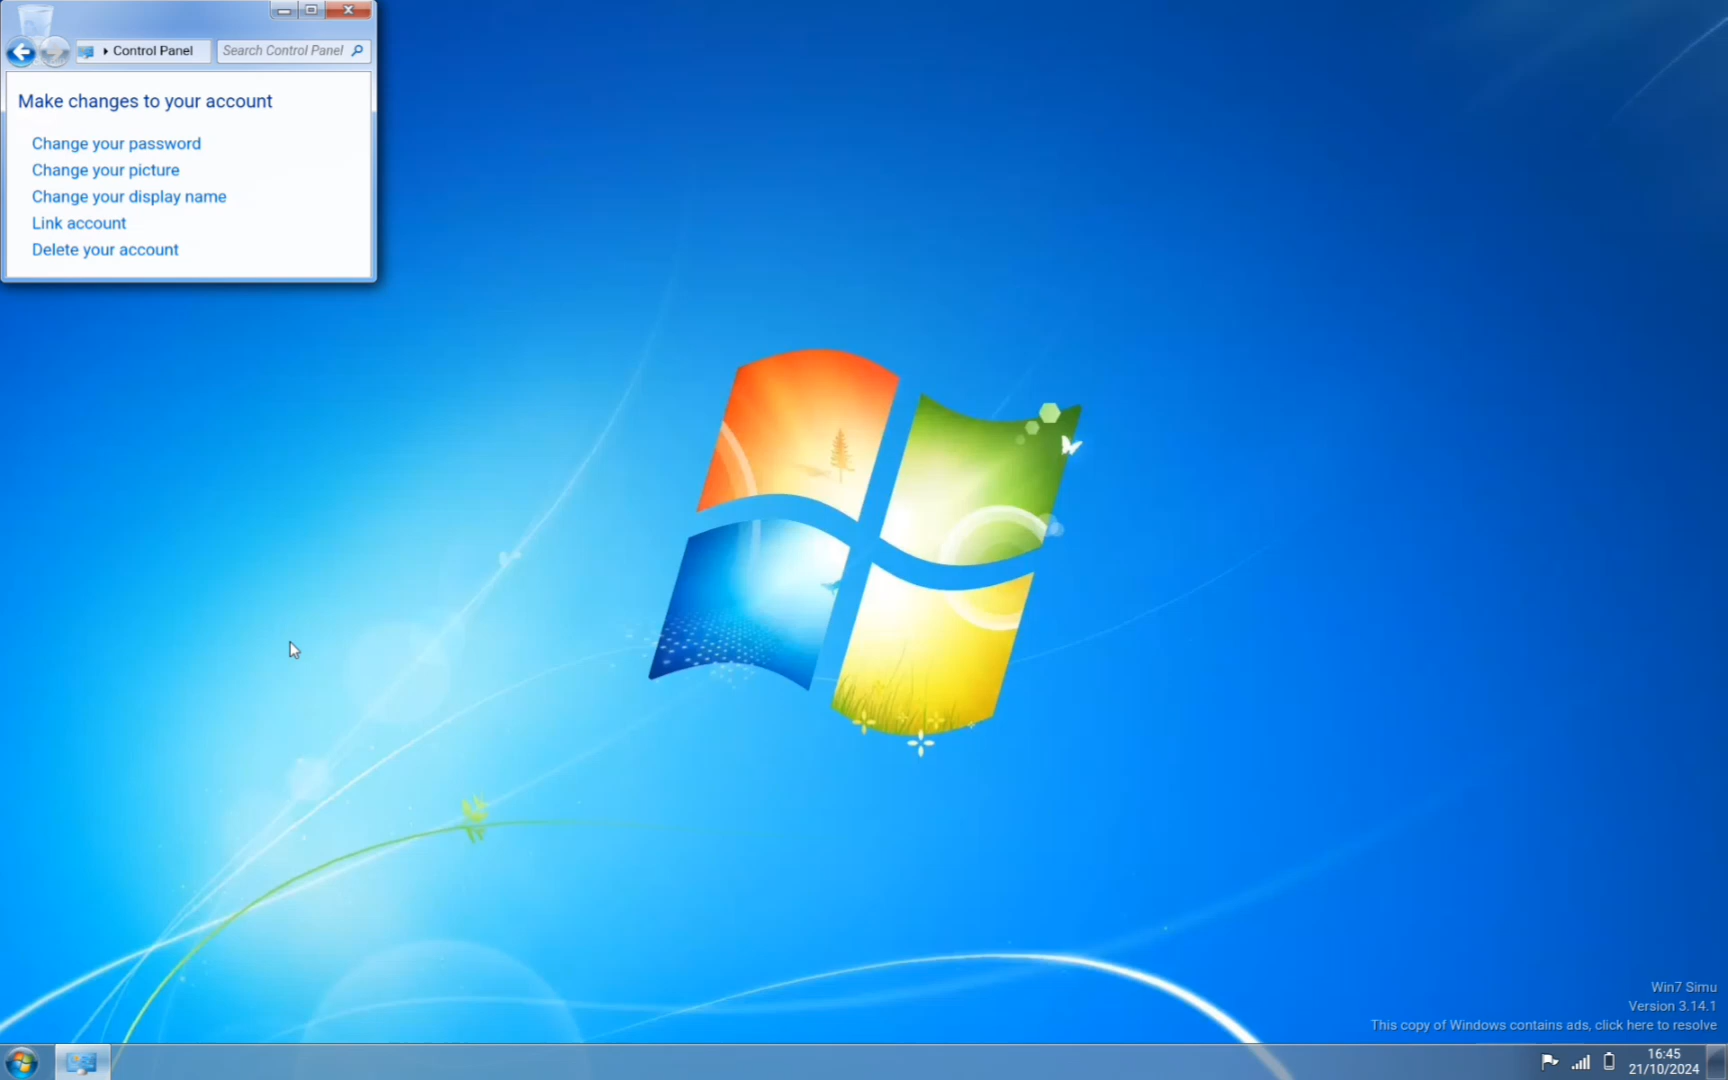 Control Panel
Search Control Panel
Make changes to your account
Change your password
Change your picture
Change your display name
Link account
Delete your account
Win7 Simu
Version 3.14.1
This copy of Windows contains ads, click here to resolve
16:45
21/10/2024